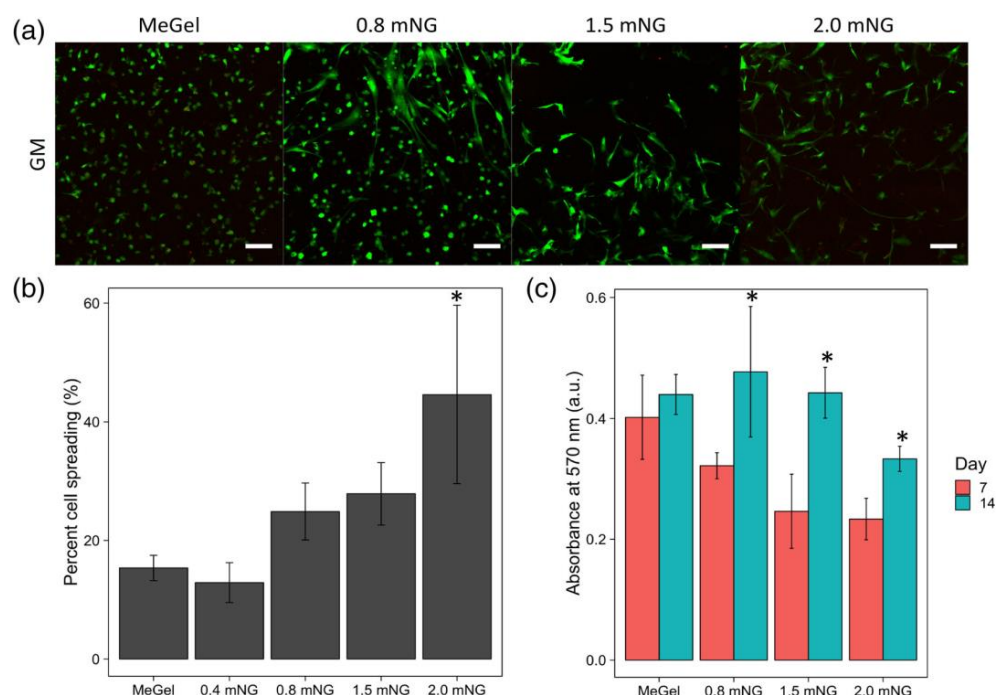 (a)
MeGel 0.8 mNG 1.5 mNG 2.0 mNG
GM
(b)
Percent cell spreading (%)
60
40
20
0
MeGel 0.4 mNG 0.8 mNG 1.5 mNG 2.0 mNG
*
(c)
Absorbance at 570 nm (a.u.)
0.6
0.4
0.2
0.0
MeGel 0.8 mNG 1.5 mNG 2.0 mNG
* * *
Day
7
14